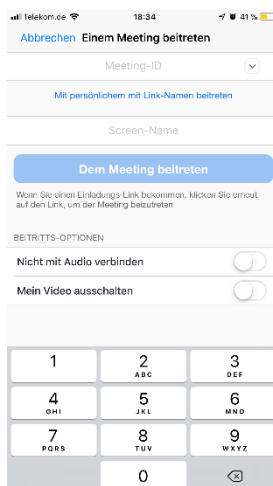 Telekom.de 18:34 41 %
Abbrechen Einem Meeting beitreten
Meeting-ID
Mit persönlichem mit Link-Namen beitreten
Screen-Name
Dem Meeting beitreten
Wenn Sie einen Einladungs-Link bekommen, klicken Sie erneut
auf den Link, um der Meeting beizutreten
BEITRITTS-OPTIONEN
Nicht mit Audio verbinden
Mein Video ausschalten
1 2 3
ABC DEF
4 5 6
GHI JKL MNO
7 8 9
PQRS TUV WXYZ
0